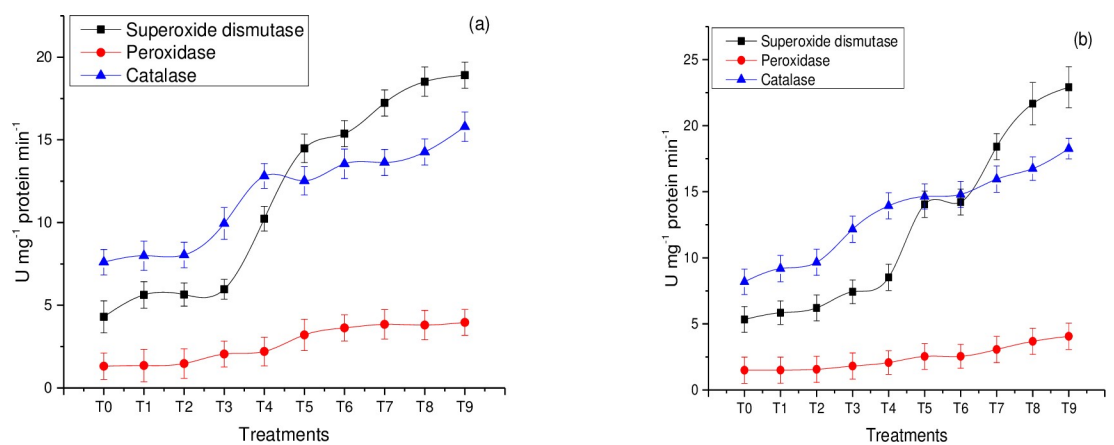 (a)
Superoxide dismutase
Peroxidase
Catalase
20
15
10
5
0
U mg⁻¹ protein min⁻¹
T0 T1 T2 T3 T4 T5 T6 T7 T8 T9
Treatments
(b)
Superoxide dismutase
Peroxidase
Catalase
25
20
15
10
5
0
U mg⁻¹ protein min⁻¹
T0 T1 T2 T3 T4 T5 T6 T7 T8 T9
Treatments